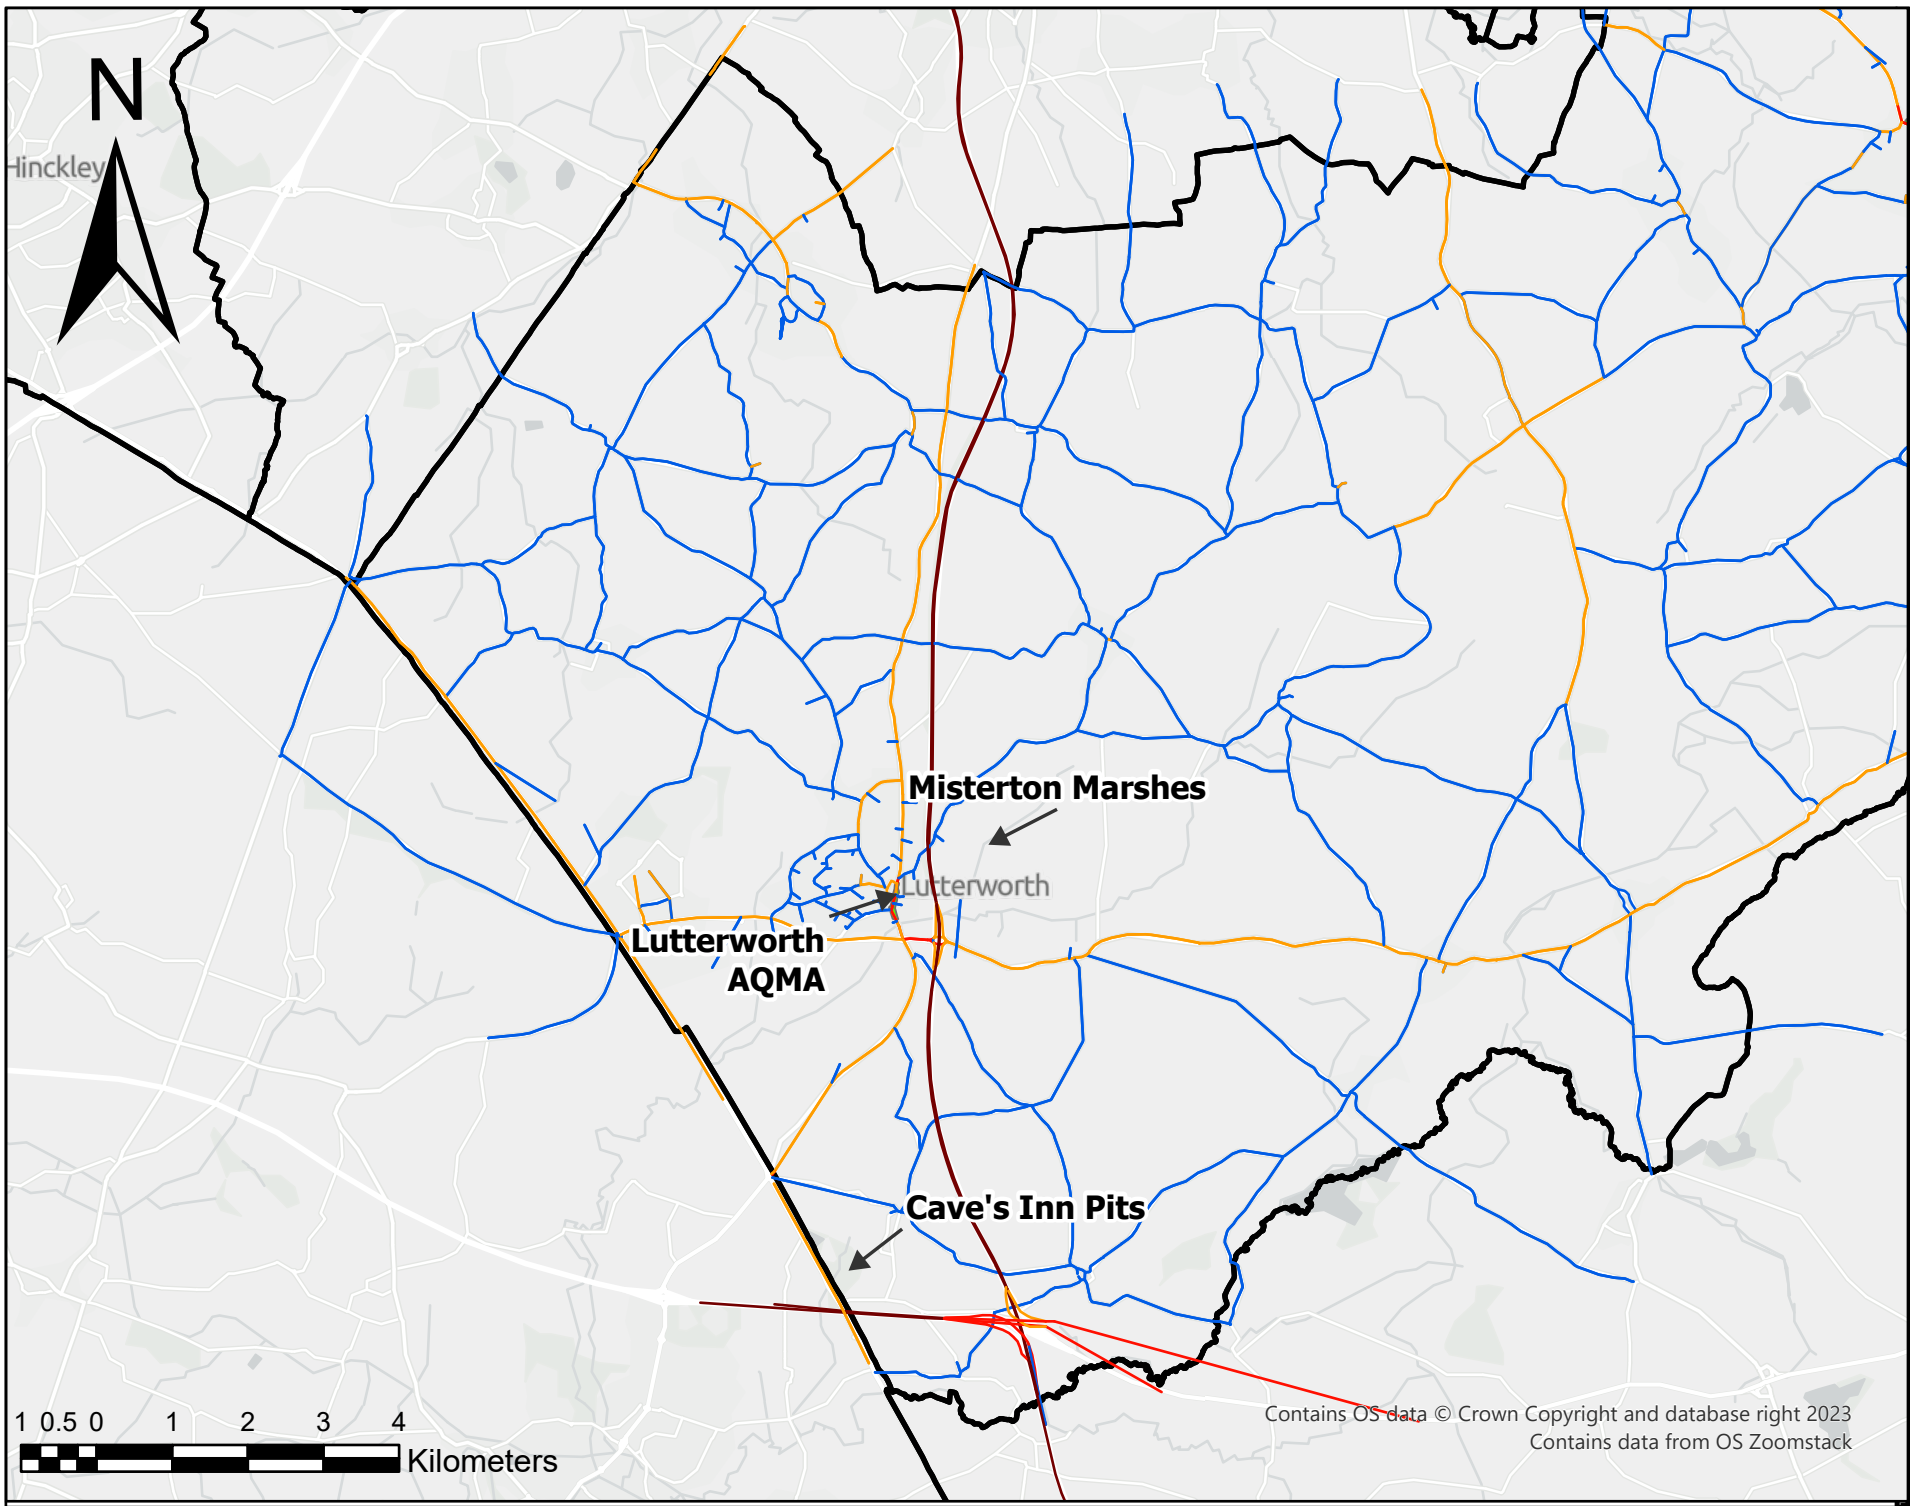 N
Hinckley
Misterton Marshes
Lutterworth
Lutterworth
AQMA
Cave's Inn Pits
1 0.5 0 1 2 3 4
Kilometers
Contains OS data © Crown Copyright and database right 2023
Contains data from OS Zoomstack